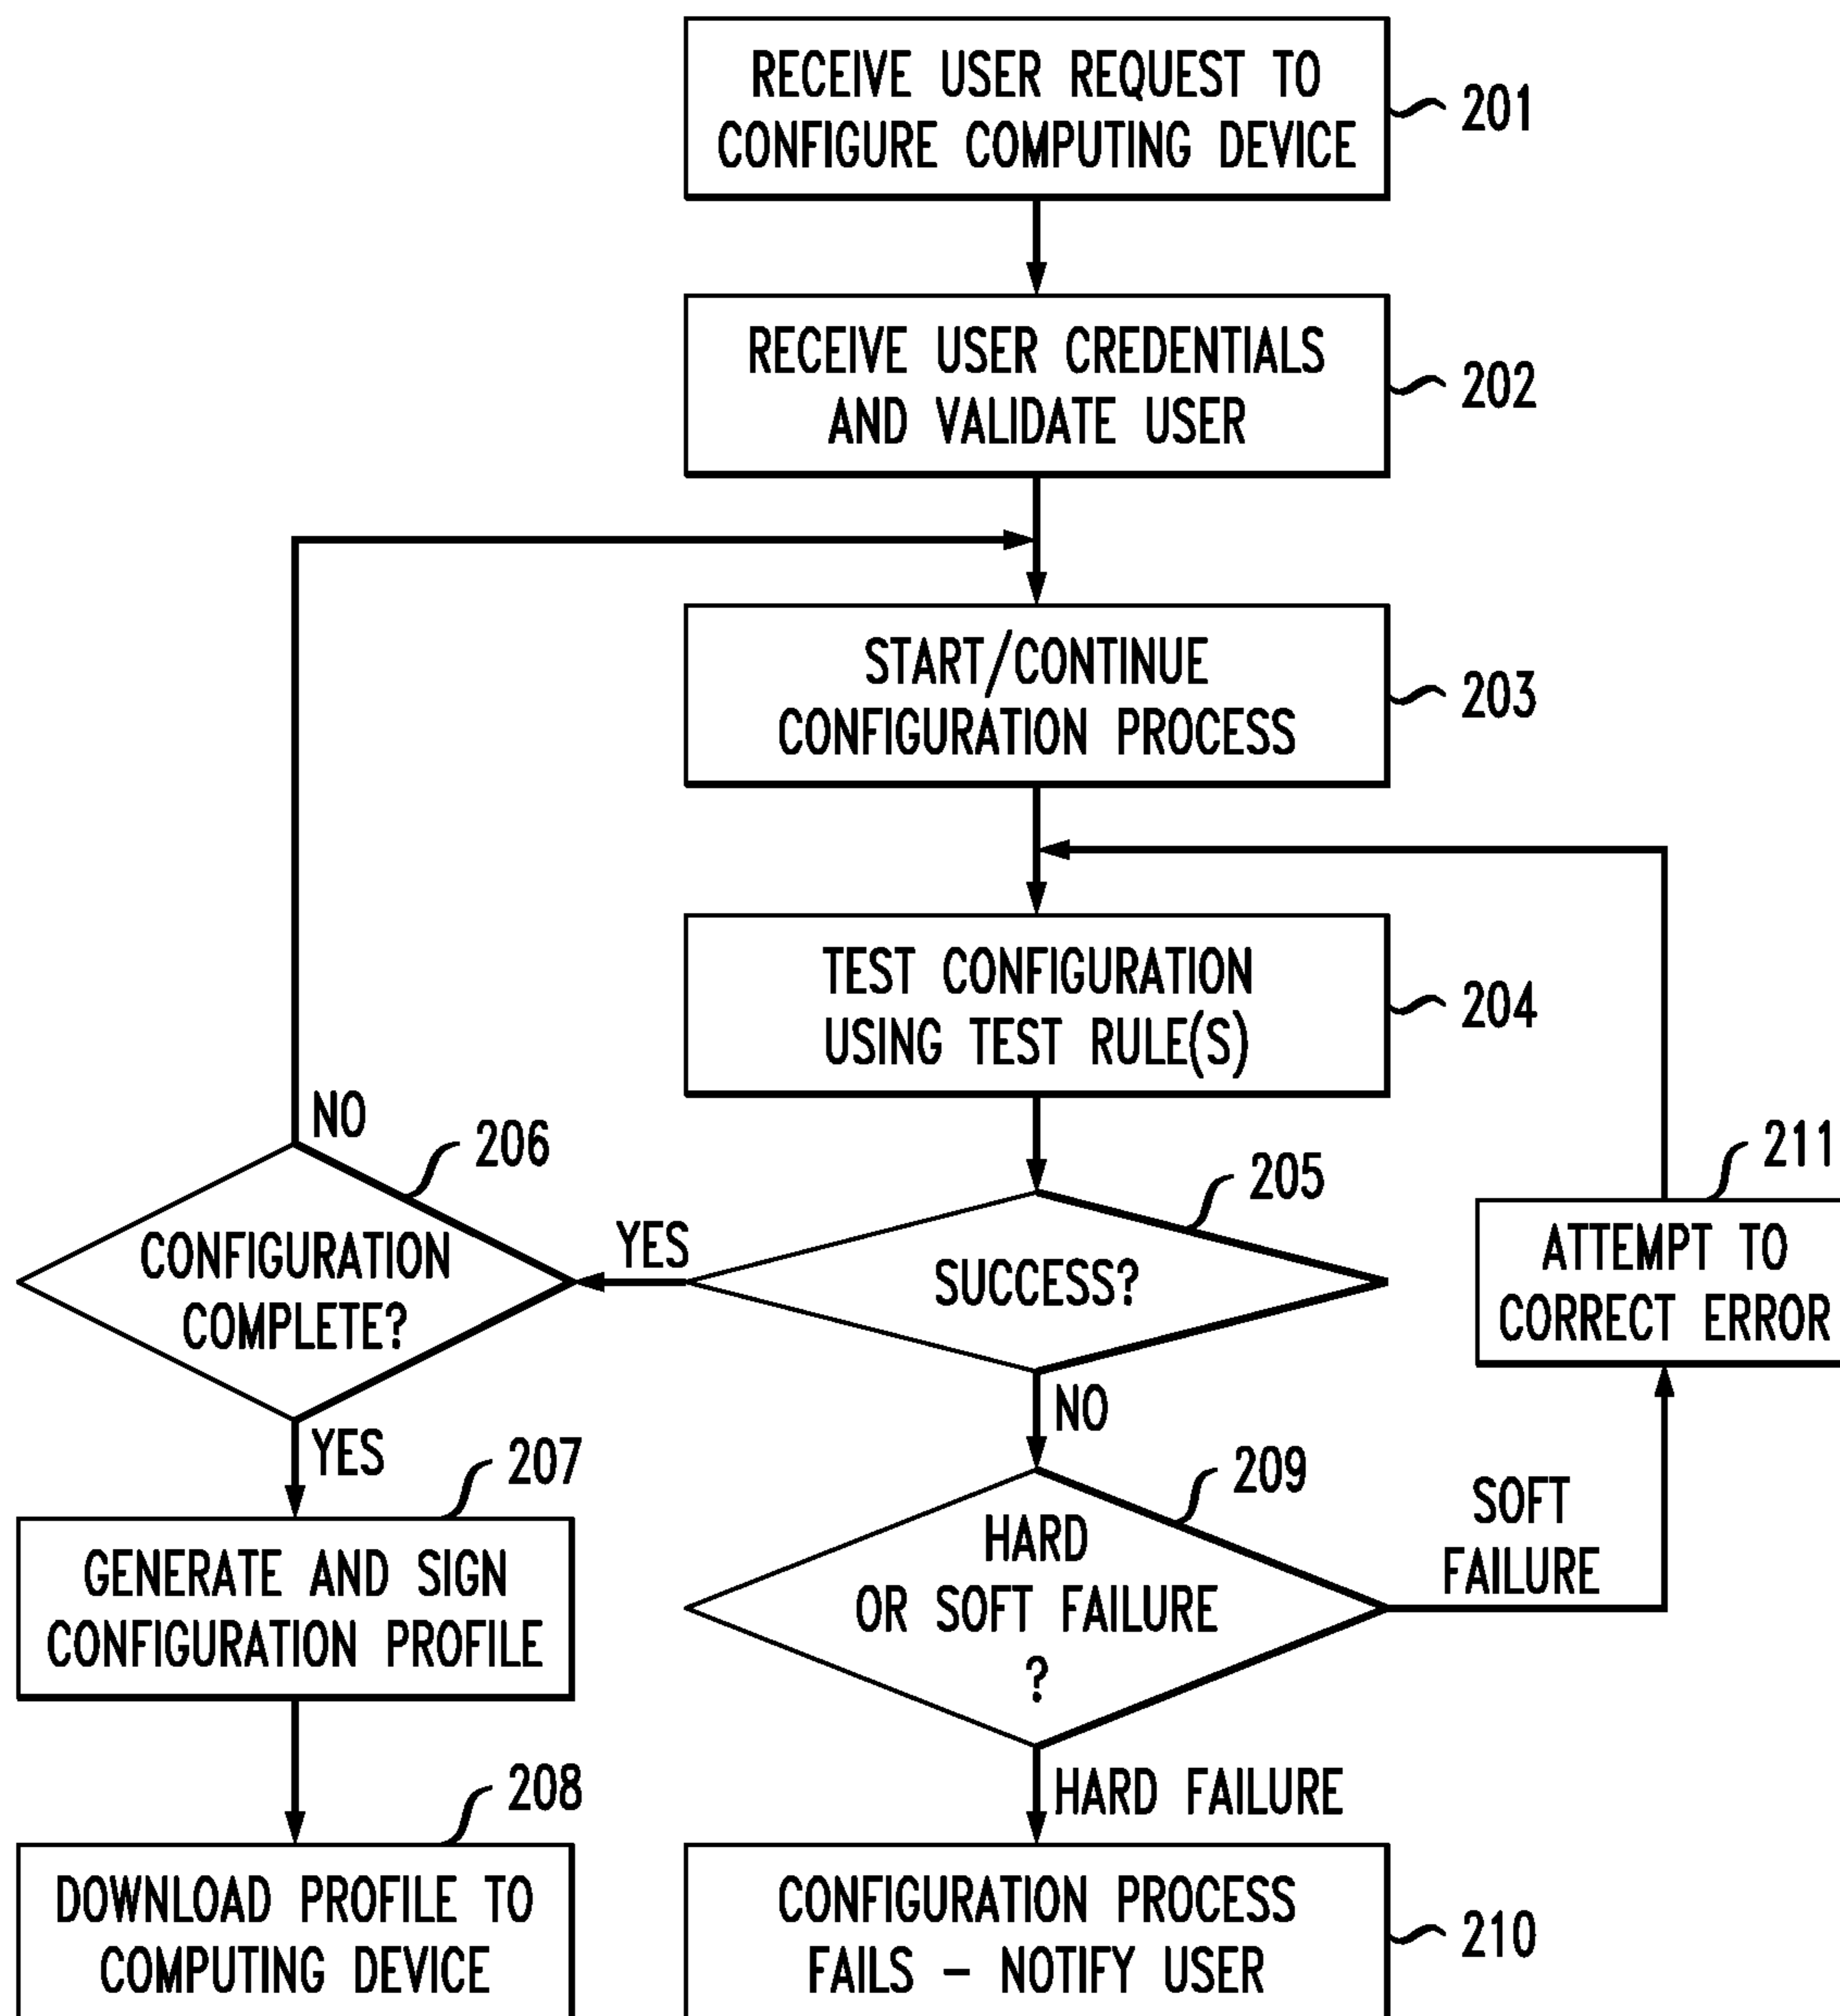 RECEIVE USER REQUEST TO
CONFIGURE COMPUTING DEVICE
201
RECEIVE USER CREDENTIALS
AND VALIDATE USER
202
START/CONTINUE
CONFIGURATION PROCESS
203
TEST CONFIGURATION
USING TEST RULE(S)
204
NO
206
CONFIGURATION
COMPLETE?
YES
205
SUCCESS?
211
ATTEMPT TO
CORRECT ERROR
YES
NO
207
GENERATE AND SIGN
CONFIGURATION PROFILE
209
HARD
OR SOFT FAILURE
?
SOFT
FAILURE
HARD FAILURE
208
DOWNLOAD PROFILE TO
COMPUTING DEVICE
CONFIGURATION PROCESS
FAILS – NOTIFY USER
210